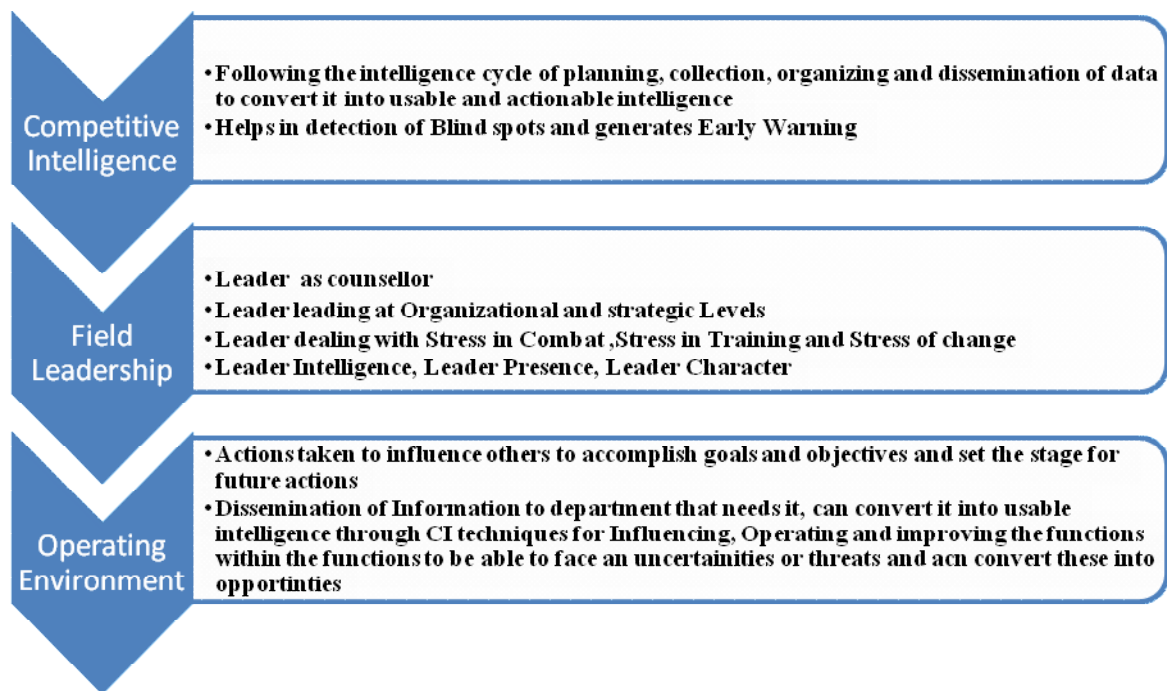 Competitive
Intelligence
•Following the intelligence cycle of planning, collection, organizing and dissemination of data
to convert it into usable and actionable intelligence
•Helps in detection of Blind spots and generates Early Warning
Field
Leadership
•Leader as counsellor
•Leader leading at Organizational and strategic Levels
•Leader dealing with Stress in Combat ,Stress in Training and Stress of change
•Leader Intelligence, Leader Presence, Leader Character
Operating
Environment
•Actions taken to influence others to accomplish goals and objectives and set the stage for
future actions
•Dissemination of Information to department that needs it, can convert it into usable
intelligence through CI techniques for Influencing, Operating and improving the functions
within the functions to be able to face an uncertainities or threats and acn convert these into
opportinties